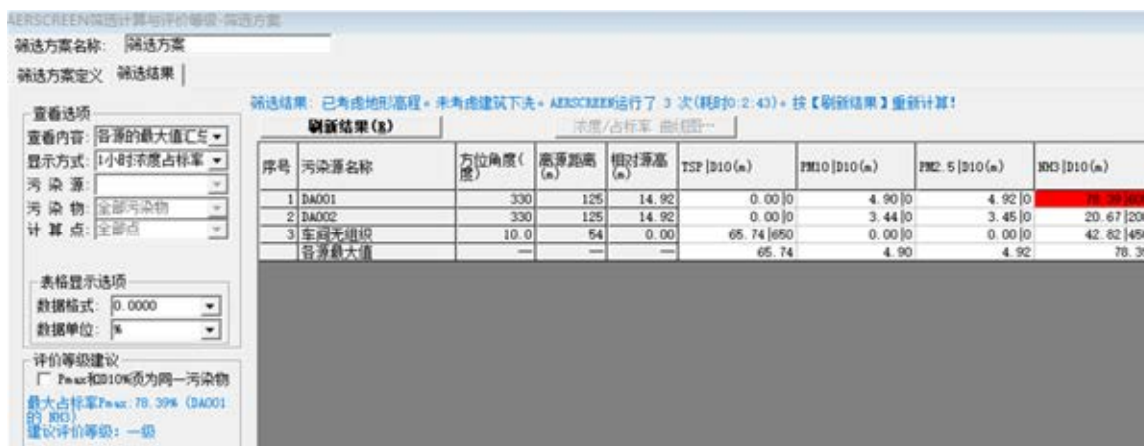 AERSCREEN筛选计算与评价等级-筛选方案
筛选方案名称: 筛选方案
筛选方案定义 筛选结果
筛选结果: 已考虑地形高程。未考虑建筑下洗。AERSCREEN运行了 3 次(耗时0:2:43)。按【刷新结果】重新计算!
刷新结果(R) 浓度/占标率 曲线图…
查看选项
查看内容: 各源的最大值汇总
显示方式: 1小时浓度占标率
污 染 源:
污 染 物: 全部污染物
计 算 点: 全部点
表格显示选项
数据格式: 0.0000
数据单位: %
评价等级建议
Pmax和D10%须为同一污染物
最大占标率Pmax:78.39% (DA001的 NH3)
建议评价等级: 一级
序号 污染源名称 方位角度(度) 离源距离(m) 相对源高(m) TSP|D10(m) PM10|D10(m) PM2.5|D10(m) NH3|D10(m)
1 DA001 330 125 14.92 0.00|0 4.90|0 4.92|0 78.39
2 DA002 330 125 14.92 0.00|0 3.44|0 3.45|0 20.67|200
3 车间无组织 10.0 54 0.00 65.74|650 0.00|0 0.00|0 42.82|450
各源最大值 — — — 65.74 4.90 4.92 78.39